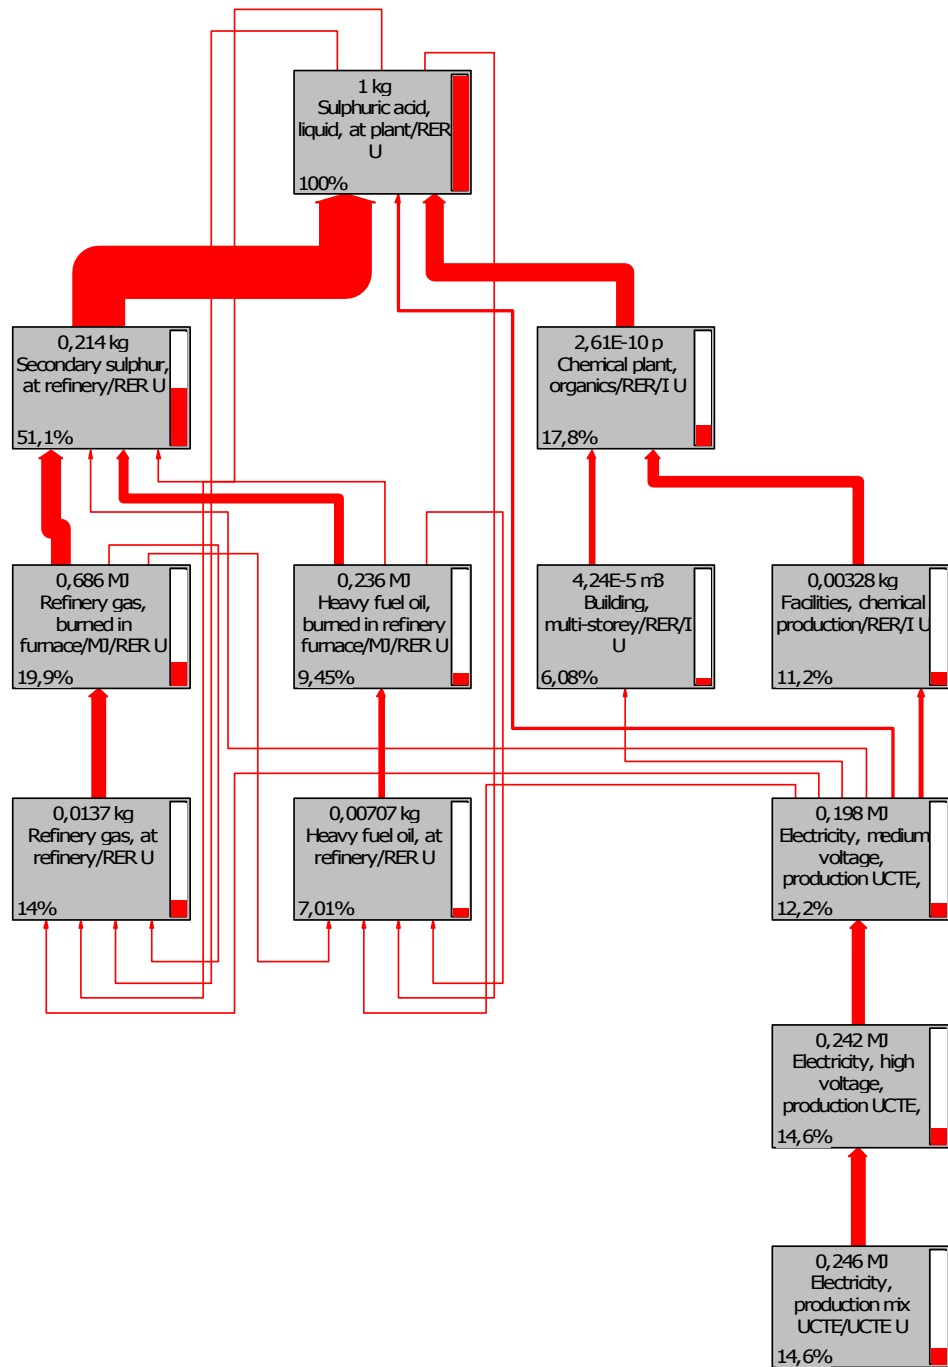 1 kg
Sulphuric acid,
liquid, at plant/RER
U
100%
0,214 kg
Secondary sulphur,
at refinery/RER U
51,1%
2,61E-10 p
Chemical plant,
organics/RER/I U
17,8%
0,686 MJ
Refinery gas,
burned in
furnace/MJ/RER U
19,9%
0,236 MJ
Heavy fuel oil,
burned in refinery
furnace/MJ/RER U
9,45%
4,24E-5 m3
Building,
multi-storey/RER/I
U
6,08%
0,00328 kg
Facilities, chemical
production/RER/I U
11,2%
0,0137 kg
Refinery gas, at
refinery/RER U
14%
0,00707 kg
Heavy fuel oil, at
refinery/RER U
7,01%
0,198 MJ
Electricity, medium
voltage,
production UCTE,
12,2%
0,242 MJ
Electricity, high
voltage,
production UCTE,
14,6%
0,246 MJ
Electricity,
production mix
UCTE/UCTE U
14,6%